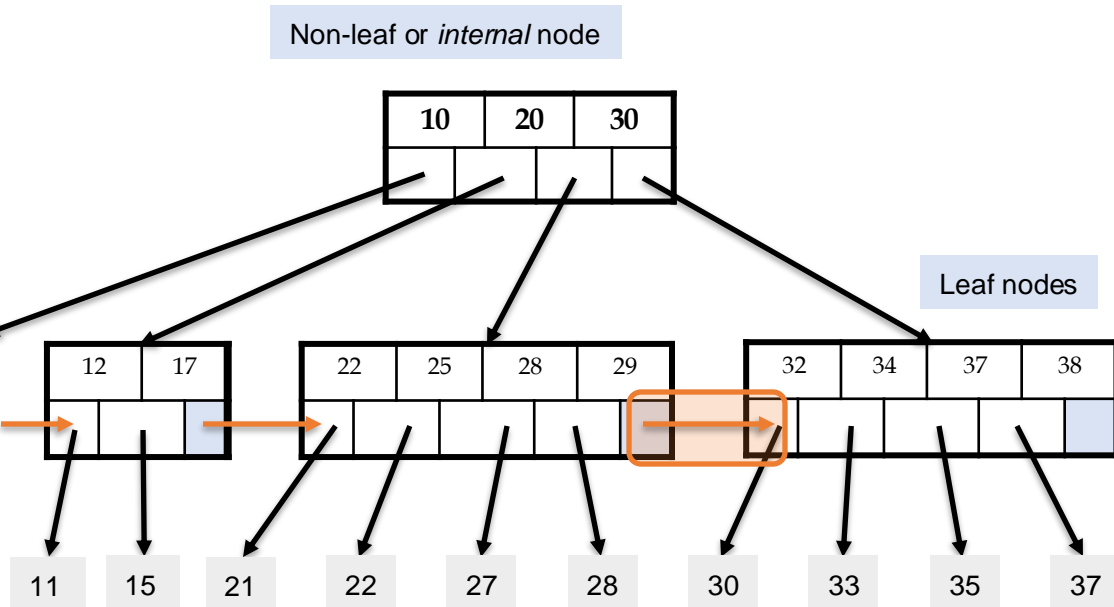 Non-leaf or internal node
10 20 30
Leaf nodes
12 17
22 25 28 29
32 34 37 38
11 15 21 22 27 28 30 33 35 37